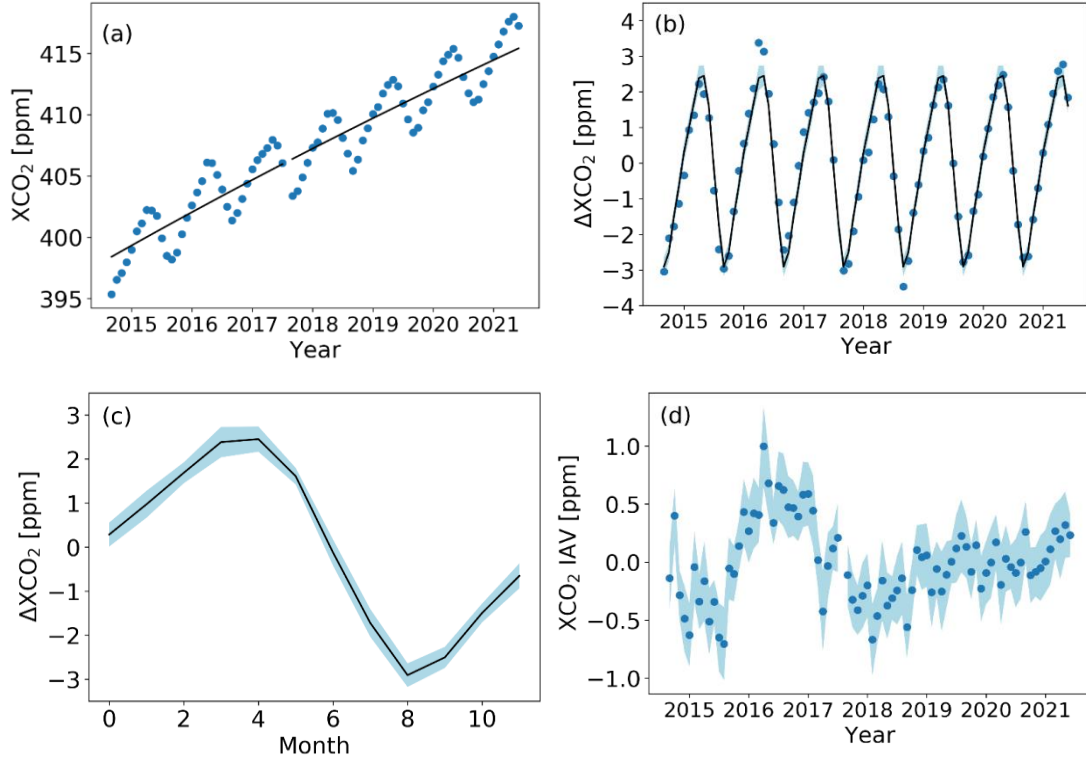 (a)
XCO₂ [ppm]
415
410
405
400
395
2015 2016 2017 2018 2019 2020 2021
Year
(b)
ΔXCO₂ [ppm]
4
3
2
1
0
−1
−2
−3
−4
2015 2016 2017 2018 2019 2020 2021
Year
(c)
ΔXCO₂ [ppm]
3
2
1
0
−1
−2
−3
0 2 4 6 8 10
Month
(d)
XCO₂ IAV [ppm]
1.0
0.5
0.0
−0.5
−1.0
2015 2016 2017 2018 2019 2020 2021
Year